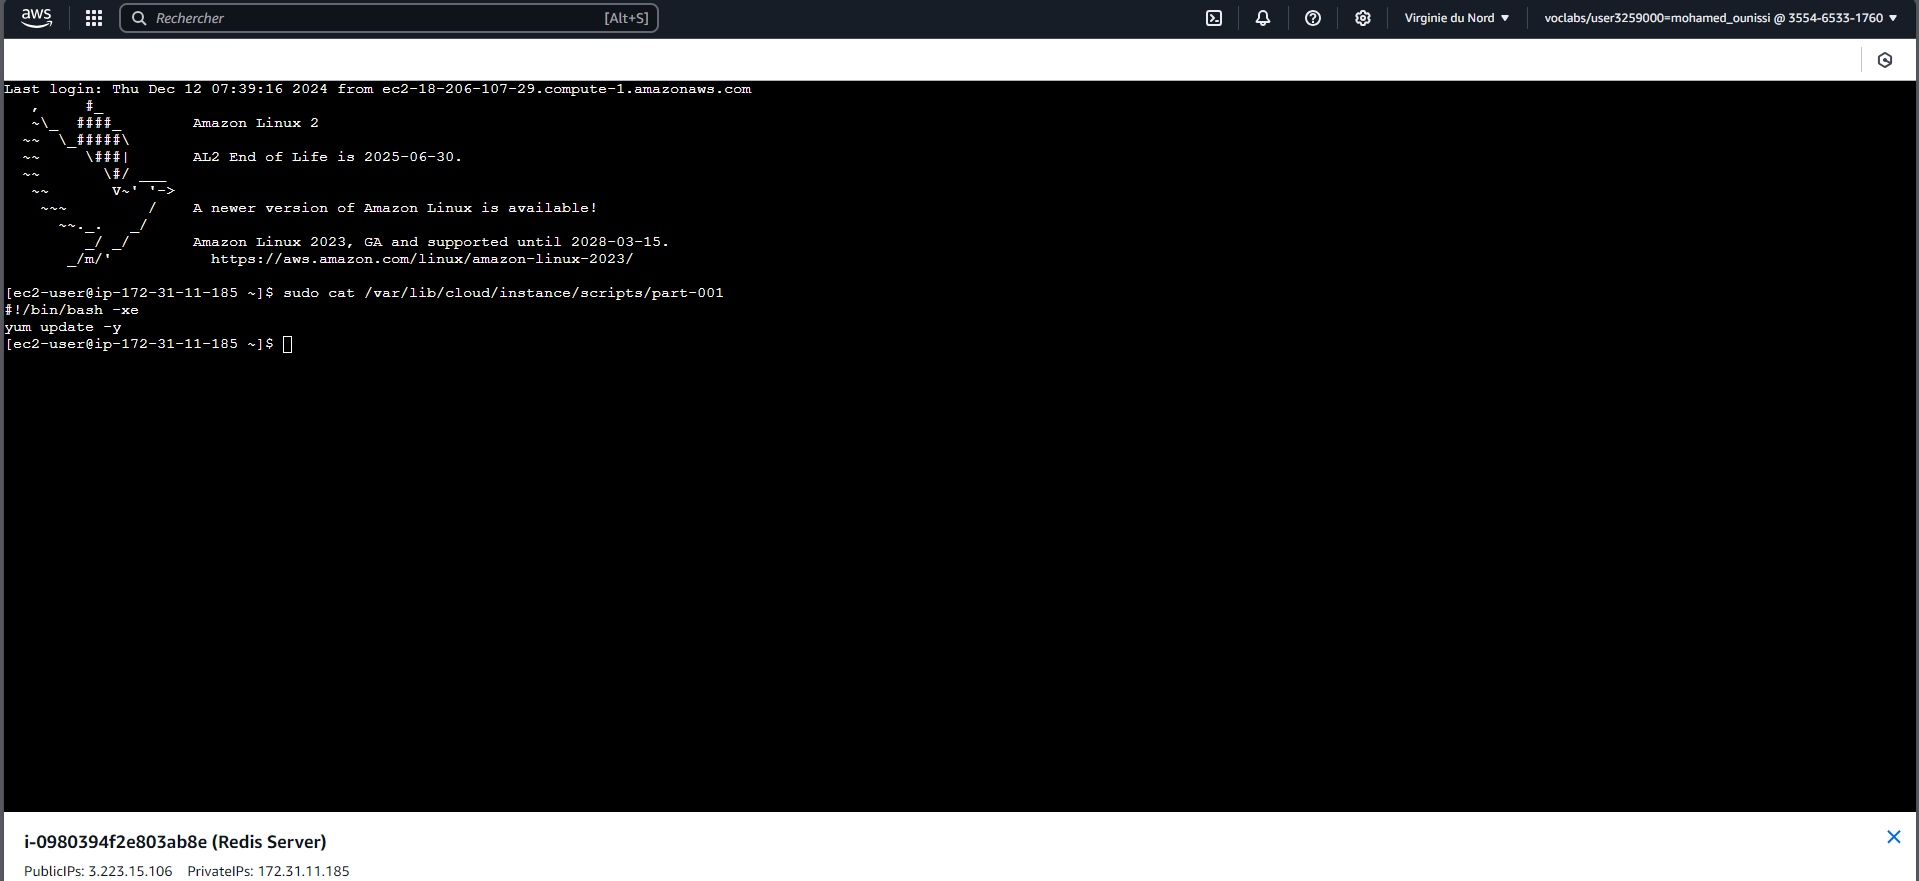 aws
Rechercher [Alt+S]
Virginie du Nord
voclabs/user3259000=mohamed_ounissi @ 3554-6533-1760
Last login: Thu Dec 12 07:39:16 2024 from ec2-18-206-107-29.compute-1.amazonaws.com
   ,     #_
   ~\_  ####_        Amazon Linux 2
  ~~  \_#####\
  ~~     \###|       AL2 End of Life is 2025-06-30.
  ~~       \#/ ___
   ~~       V~' '->
    ~~~         /    A newer version of Amazon Linux is available!
      ~~._.   _/
         _/ _/       Amazon Linux 2023, GA and supported until 2028-03-15.
       _/m/'           https://aws.amazon.com/linux/amazon-linux-2023/
[ec2-user@ip-172-31-11-185 ~]$ sudo cat /var/lib/cloud/instance/scripts/part-001
#!/bin/bash -xe
yum update -y
[ec2-user@ip-172-31-11-185 ~]$
i-0980394f2e803ab8e (Redis Server)
PublicIPs: 3.223.15.106 PrivateIPs: 172.31.11.185